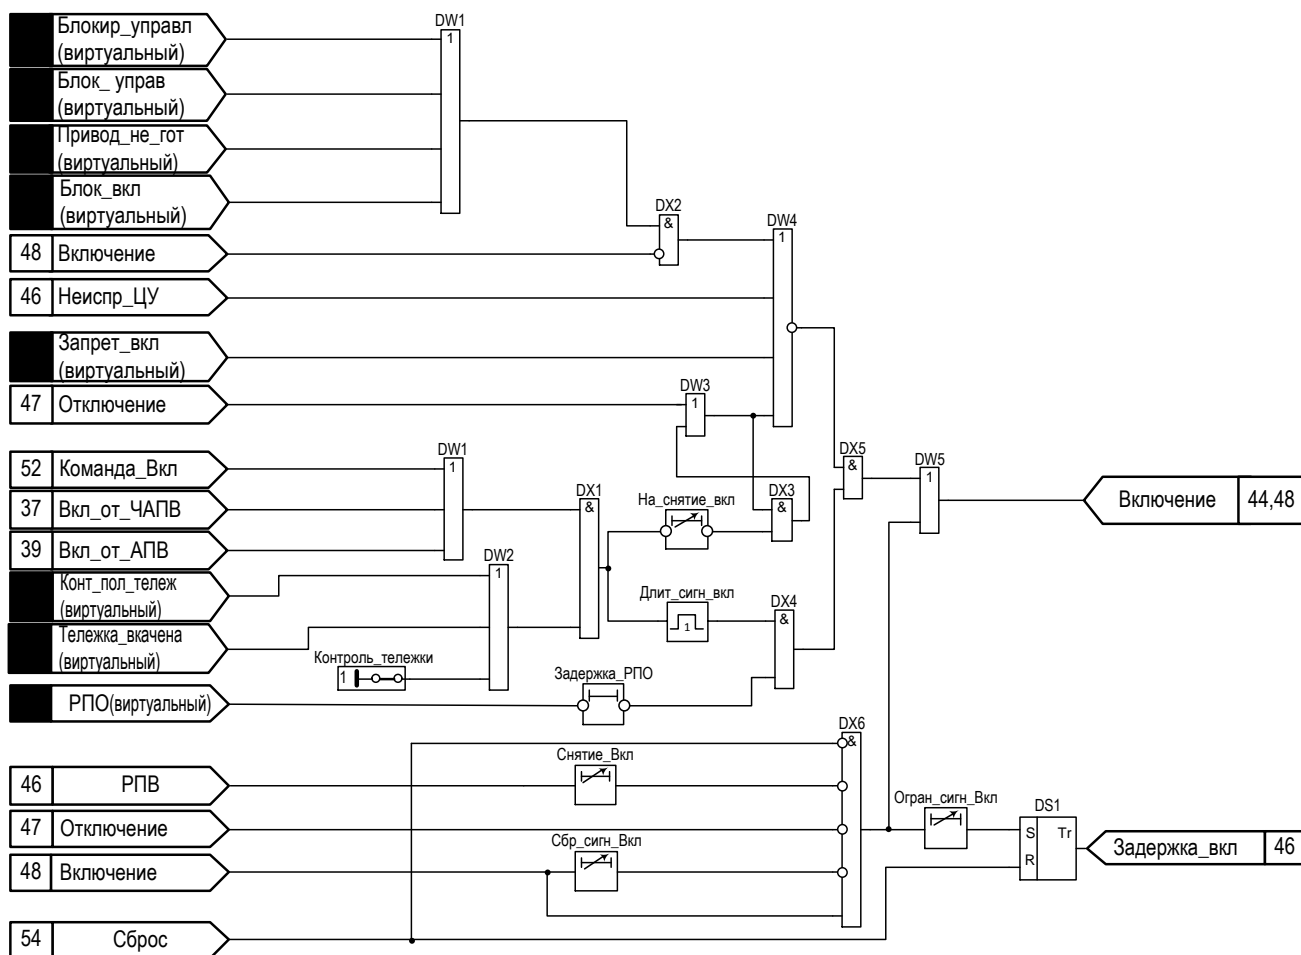 Блокир_управл
(виртуальный)
DW1
1
Блок_ управ
(виртуальный)
Привод_не_гот
(виртуальный)
Блок_вкл
(виртуальный)
DX2
&
DW4
1
48 Включение
46 Неиспр_ЦУ
Запрет_вкл
(виртуальный)
DW3
1
47 Отключение
52 Команда_Вкл
DW1
1
DX5
&
DW5
1
37 Вкл_от_ЧАПВ
DX1
&
На_снятие_вкл
DX3
&
Включение 44,48
39 Вкл_от_АПВ
DW2
1
Конт_пол_тележ
(виртуальный)
Длит_сигн_вкл
1
DX4
&
Тележка_вкачена
(виртуальный)
Контроль_тележки
1
Задержка_РПО
РПО(виртуальный)
DX6
&
Снятие_Вкл
46 РПВ
Огран_сигн_Вкл
DS1
S Tr
R
47 Отключение
Сбр_сигн_Вкл
Задержка_вкл 46
48 Включение
54 Сброс